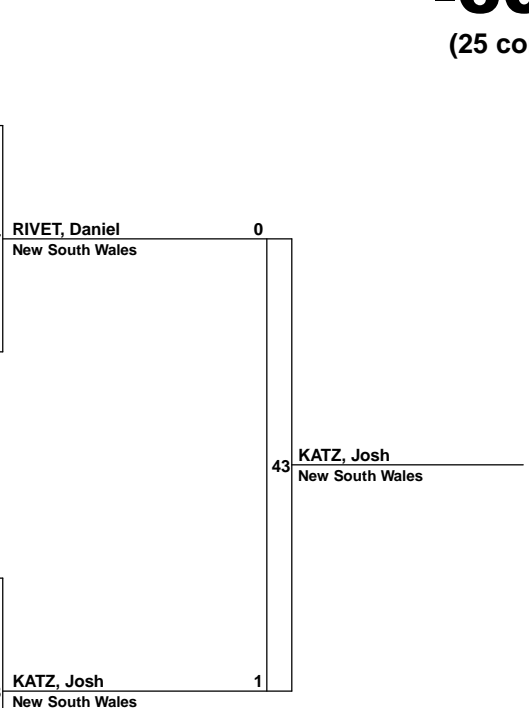 (25 co
RIVET, Daniel 0
New South Wales
43 KATZ, Josh
New South Wales
KATZ, Josh 1
New South Wales